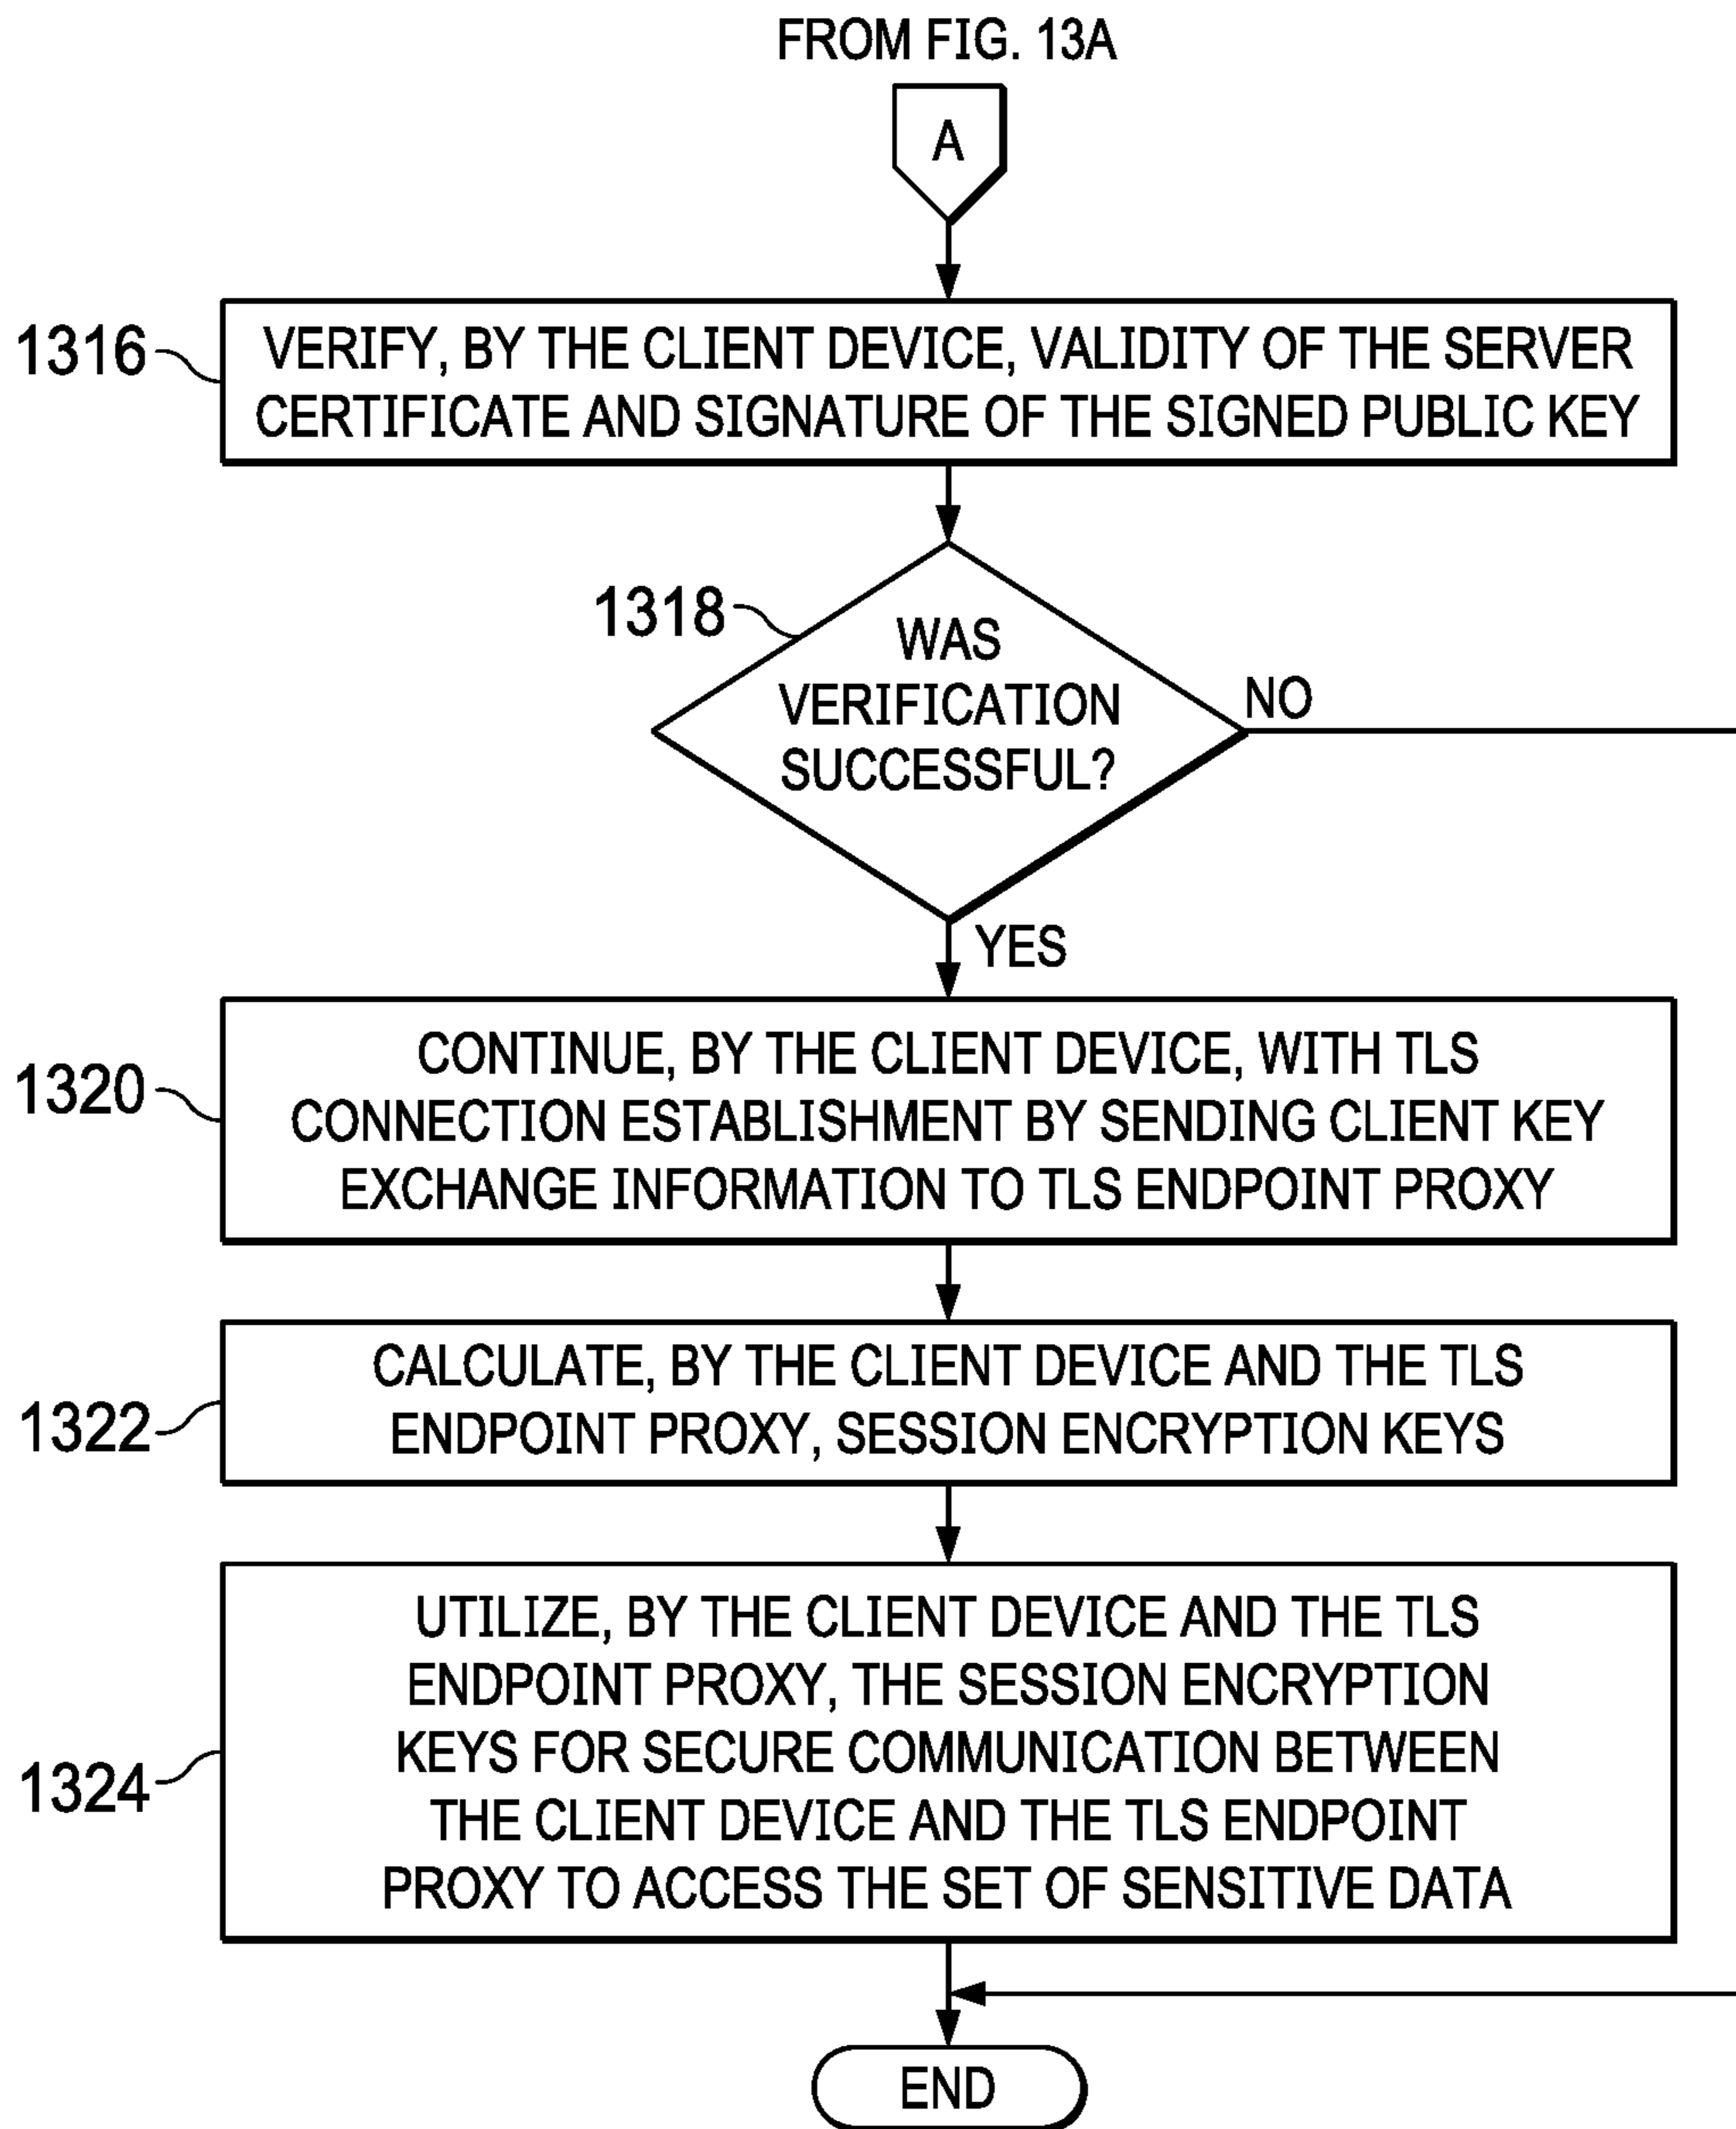 FROM FIG. 13A
A
1316
VERIFY, BY THE CLIENT DEVICE, VALIDITY OF THE SERVER
CERTIFICATE AND SIGNATURE OF THE SIGNED PUBLIC KEY
1318
WAS
VERIFICATION
SUCCESSFUL?
NO
YES
1320
CONTINUE, BY THE CLIENT DEVICE, WITH TLS
CONNECTION ESTABLISHMENT BY SENDING CLIENT KEY
EXCHANGE INFORMATION TO TLS ENDPOINT PROXY
1322
CALCULATE, BY THE CLIENT DEVICE AND THE TLS
ENDPOINT PROXY, SESSION ENCRYPTION KEYS
1324
UTILIZE, BY THE CLIENT DEVICE AND THE TLS
ENDPOINT PROXY, THE SESSION ENCRYPTION
KEYS FOR SECURE COMMUNICATION BETWEEN
THE CLIENT DEVICE AND THE TLS ENDPOINT
PROXY TO ACCESS THE SET OF SENSITIVE DATA
END